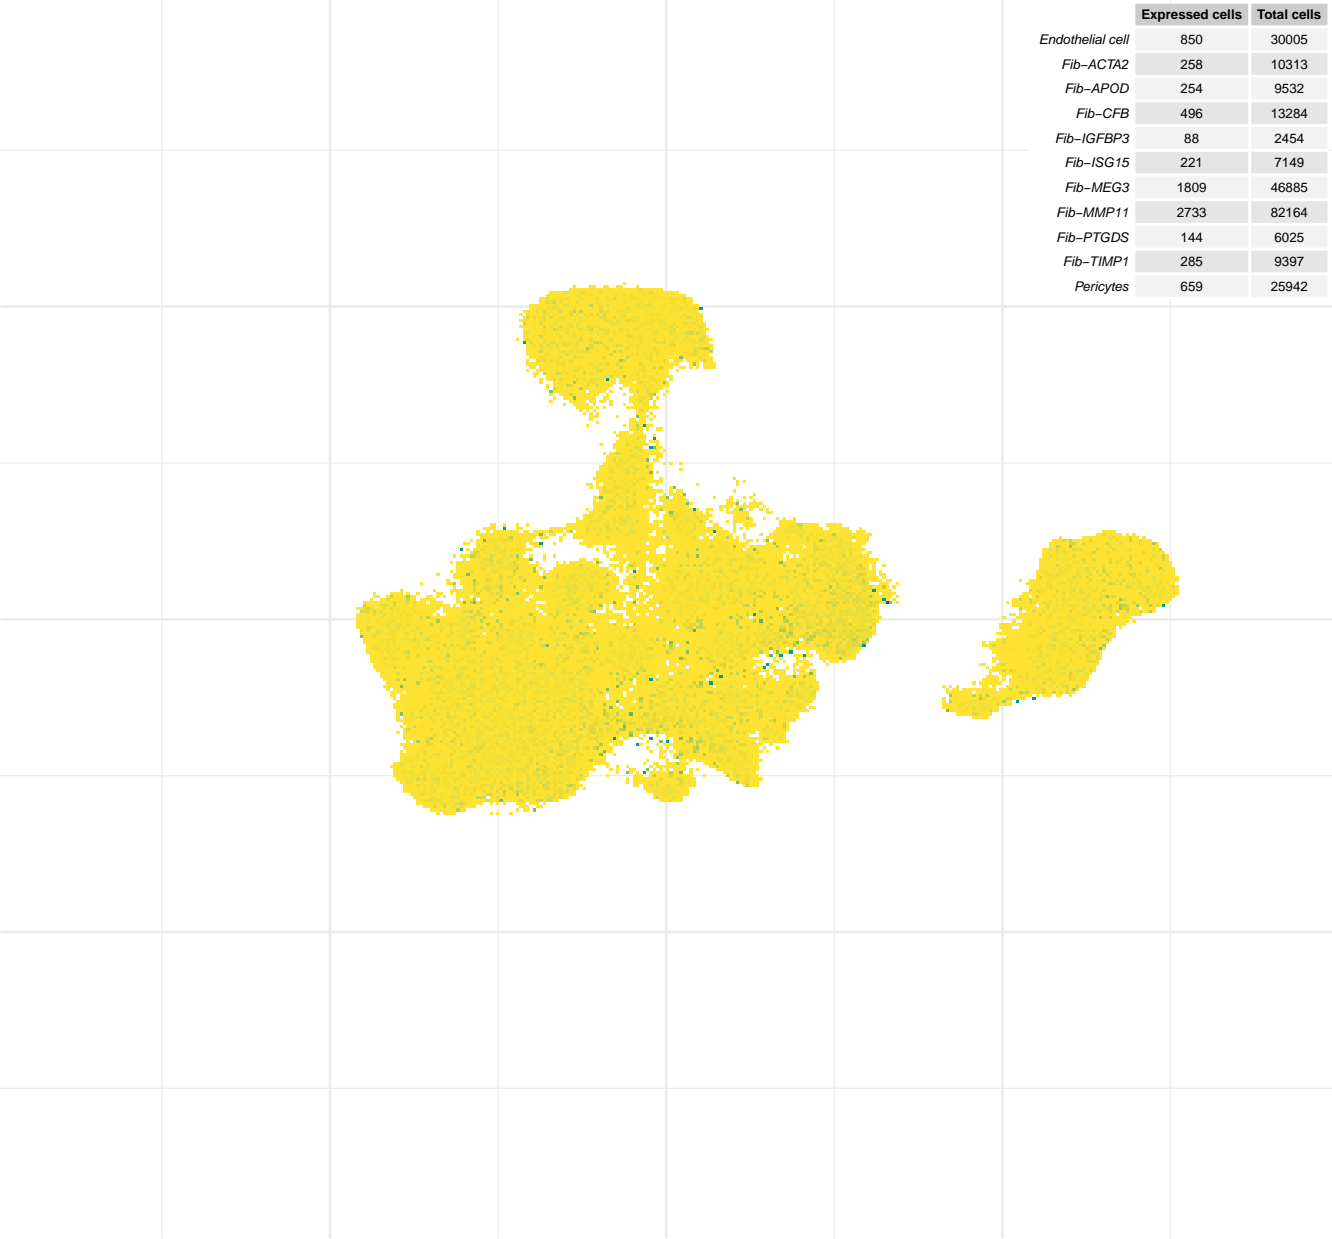 Expressed cells Total cells
Endothelial cell 850 30005
Fib−ACTA2 258 10313
Fib−APOD 254 9532
Fib−CFB 496 13284
Fib−IGFBP3 88 2454
Fib−ISG15 221 7149
Fib−MEG3 1809 46885
Fib−MMP11 2733 82164
Fib−PTGDS 144 6025
Fib−TIMP1 285 9397
Pericytes 659 25942